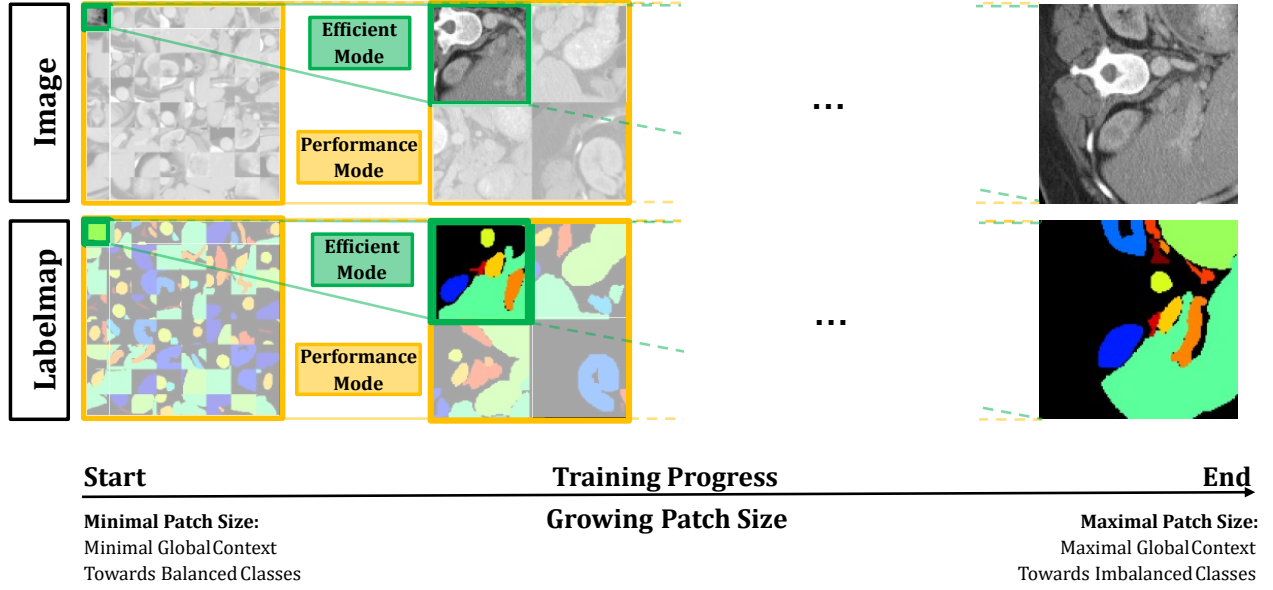 Image
Efficient
Mode
Performance
Mode
...
Labelmap
Efficient
Mode
Performance
Mode
...
Start
Training Progress
End
Growing Patch Size
Minimal Patch Size:
Minimal Global Context
Towards Balanced Classes
Maximal Patch Size:
Maximal Global Context
Towards Imbalanced Classes